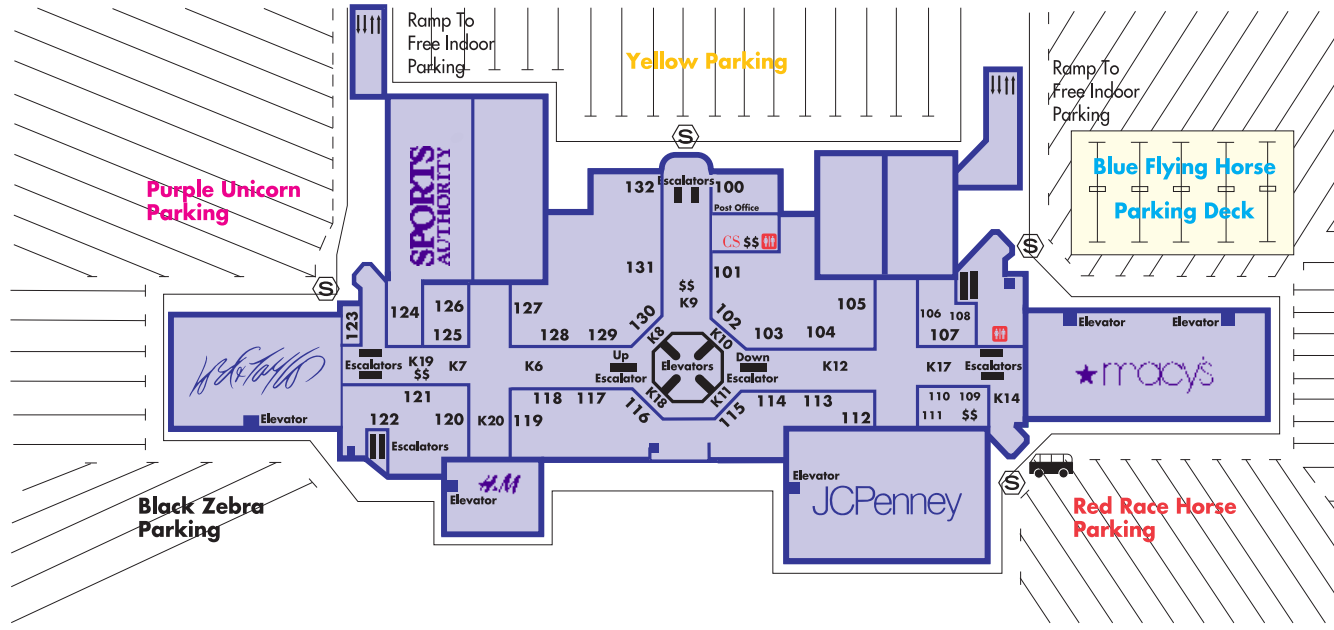 Ramp To
Free Indoor
Parking
Yellow Parking
Ramp To
Free Indoor
Parking
S
SPORTS
AUTHORITY
132
Escalators
100
Post Office
Blue Flying Horse
Parking Deck
Purple Unicorn
Parking
CS $$
131
101
S
S
$$
K9
123
124
126
125
127
128
129
130
102
103
104
105
106
108
107
K8
K10
Elevator
Elevator
Lord & Taylor
Escalators
K19
$$
K7
K6
Up
Escalator
Elevators
Down
Escalator
K12
K17
Escalators
macy's
121
118
117
K18
K11
114
113
110
109
K14
Elevator
122
120
K20
119
116
115
112
111
$$
Escalators
H&M
Elevator
Elevator
JCPenney
S
Black Zebra
Parking
Red Race Horse
Parking